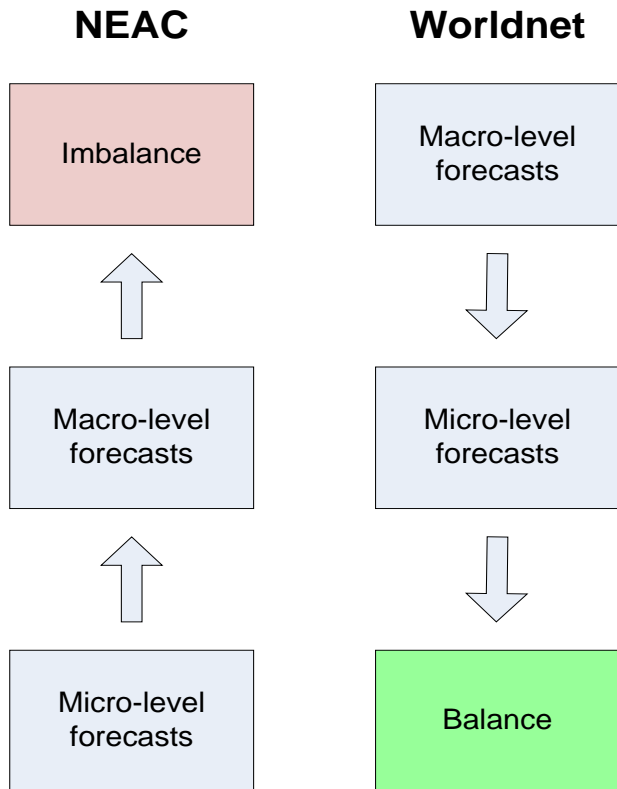 NEAC
Imbalance
Macro-level
forecasts
Micro-level
forecasts
Worldnet
Macro-level
forecasts
Micro-level
forecasts
Balance